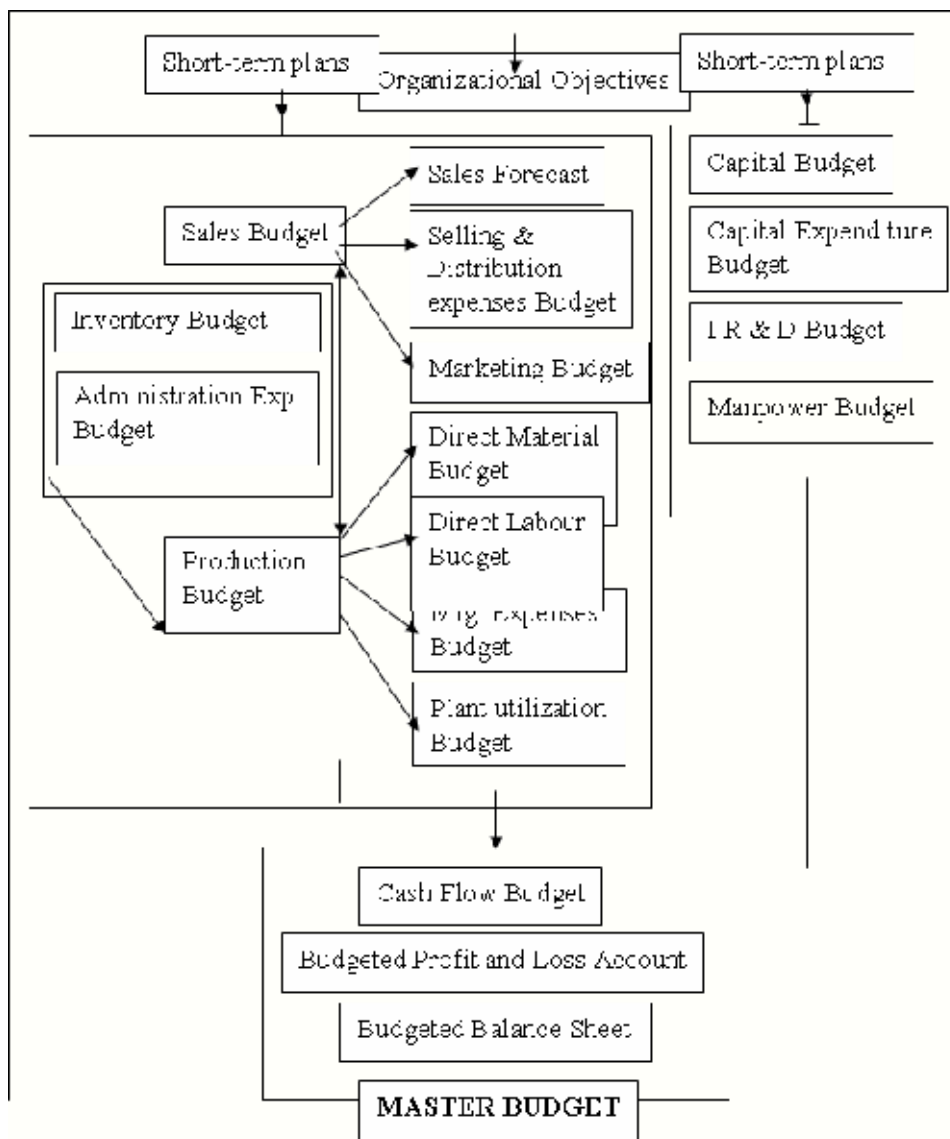 Short-term plans
Organizational Objectives
Short-term plans
Sales Forecast
Sales Budget
Selling &
Distribution
expenses Budget
Marketing Budget
Inventory Budget
Administration Exp
Budget
Direct Material
Budget
Direct Labour
Budget
Production
Budget
Expenses
Budget
Plant utilization
Budget
Capital Budget
Capital Expenditure
Budget
R & D Budget
Manpower Budget
Cash Flow Budget
Budgeted Profit and Loss Account
Budgeted Balance Sheet
MASTER BUDGET